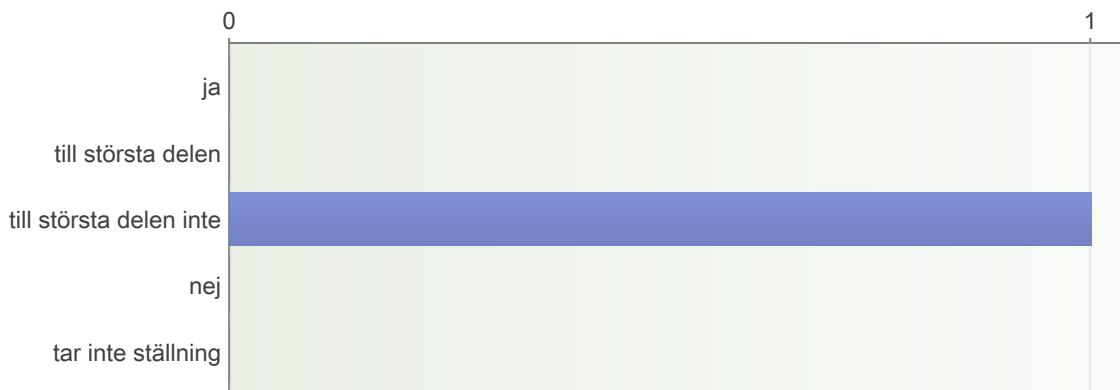 0 1
ja
till största delen
till största delen inte
nej
tar inte ställning